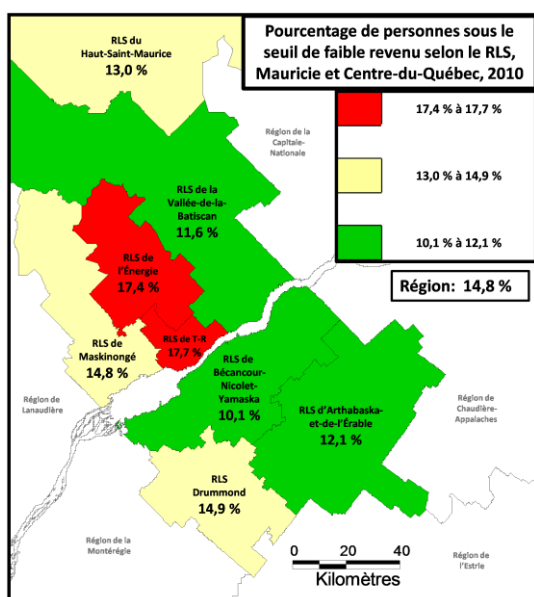 Pourcentage de personnes sous le
seuil de faible revenu selon le RLS,
Mauricie et Centre-du-Québec, 2010
17,4 % à 17,7 %
13,0 % à 14,9 %
10,1 % à 12,1 %
Région: 14,8 %
RLS du
Haut-Saint-Maurice
13,0 %
Région de la
Capitale-
Nationale
RLS de la
Vallée-de-la-
Batiscan
11,6 %
RLS de
l'Énergie
17,4 %
RLS de T-R
17,7 %
RLS de
Maskinongé
14,8 %
Région de
Lanaudière
RLS de
Bécancour-
Nicolet-
Yamaska
10,1 %
RLS d'Arthabaska-
et-de-l'Érable
12,1 %
Région de
Chaudière-
Appalaches
RLS
Drummond
14,9 %
Région de la
Montérégie
0 20 40
Kilomètres
Région de
l'Estrie